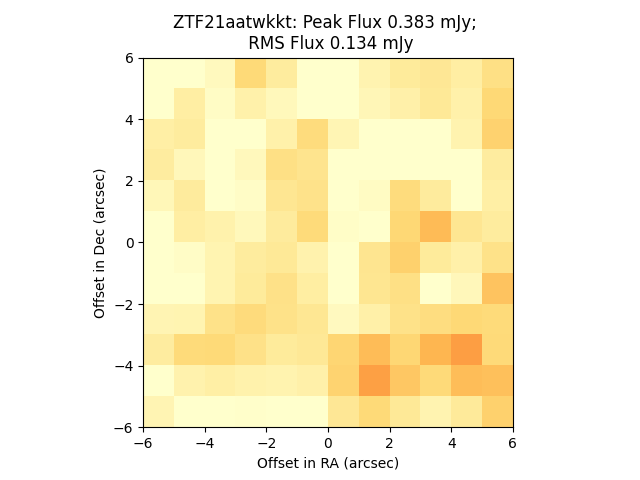 ZTF21aatwkkt: Peak Flux 0.383 mJy;
RMS Flux 0.134 mJy
6
4
2
0
−2
−4
−6
Offset in Dec (arcsec)
−6 −4 −2 0 2 4 6
Offset in RA (arcsec)